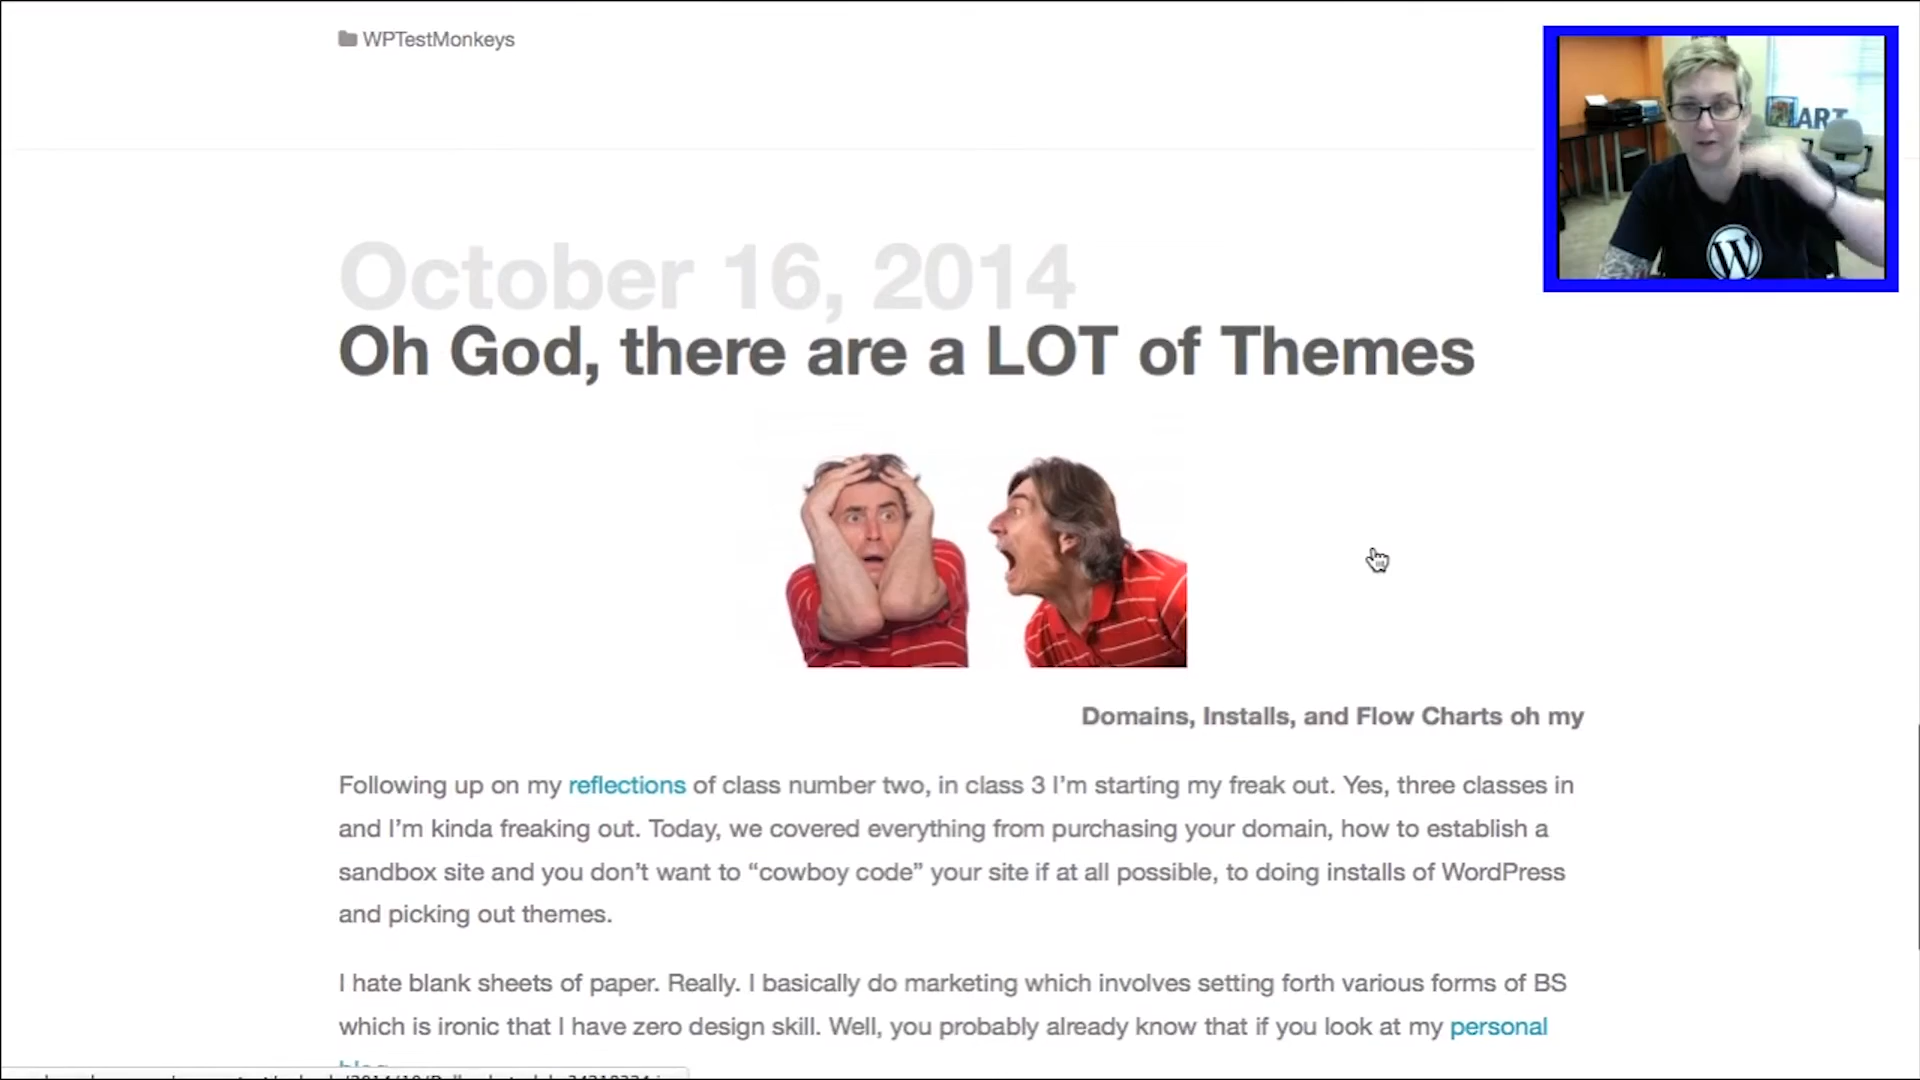 WPTestMonkeys
ART
October 16, 2014
Oh God, there are a LOT of Themes
Domains, Installs, and Flow Charts oh my
Following up on my reflections of class number two, in class 3 I’m starting my freak out. Yes, three classes in
and I’m kinda freaking out. Today, we covered everything from purchasing your domain, how to establish a
sandbox site and you don’t want to “cowboy code” your site if at all possible, to doing installs of WordPress
and picking out themes.
I hate blank sheets of paper. Really. I basically do marketing which involves setting forth various forms of BS
which is ironic that I have zero design skill. Well, you probably already know that if you look at my personal